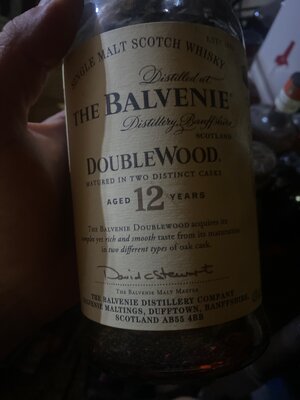 SINGLE MALT SCOTCH WHISKY
Distilled at
THE BALVENIE
Distillery, Banffshire
SCOTLAND
DOUBLEWOOD
MATURED IN TWO DISTINCT CASKS
AGED 12 YEARS
THE BALVENIE DOUBLEWOOD acquires its
complex yet rich and smooth taste from its maturation
in two different types of oak cask.
David C Stewart
THE BALVENIE MALT MASTER
THE BALVENIE DISTILLERY COMPANY
BALVENIE MALTINGS, DUFFTOWN, BANFFSHIRE,
SCOTLAND AB55 4BB